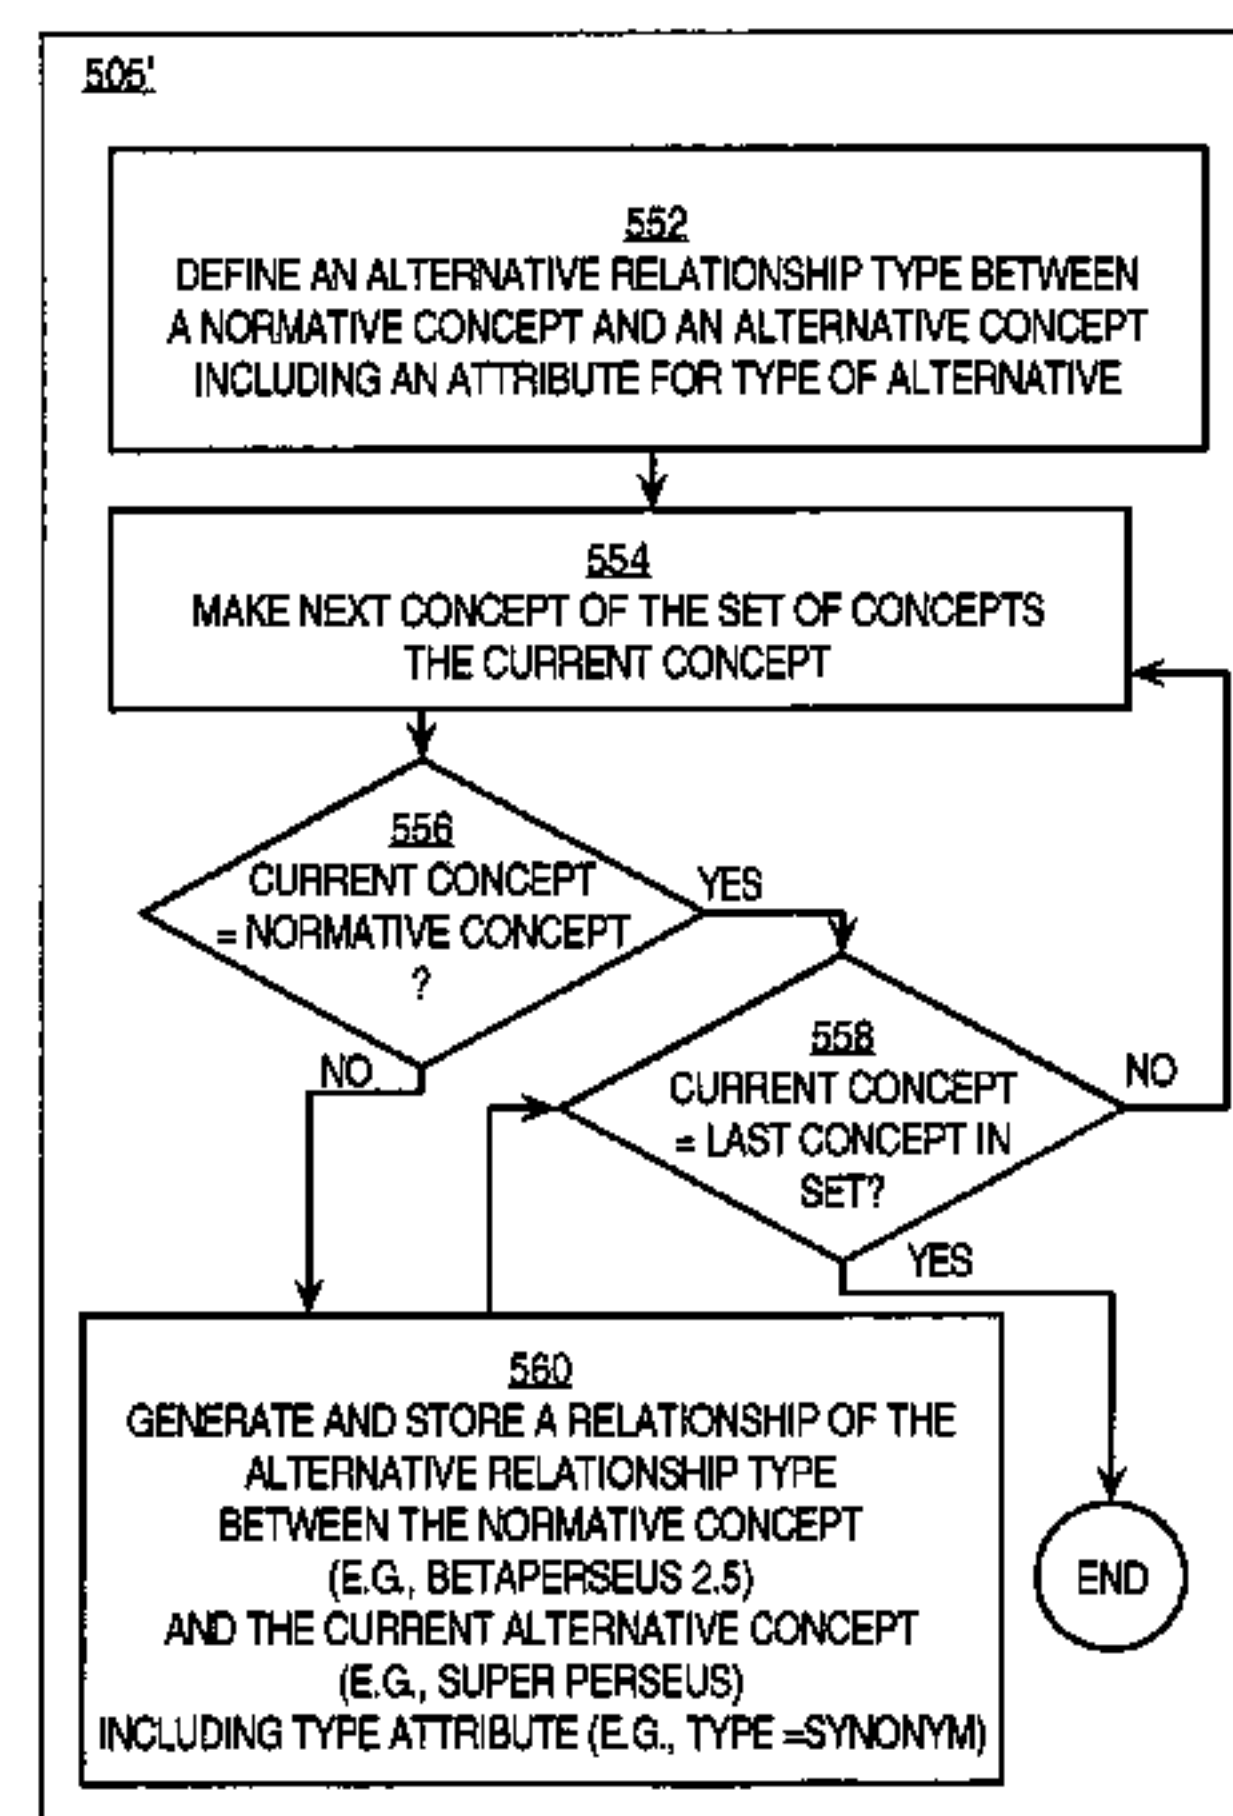 505'
552
DEFINE AN ALTERNATIVE RELATIONSHIP TYPE BETWEEN
A NORMATIVE CONCEPT AND AN ALTERNATIVE CONCEPT
INCLUDING AN ATTRIBUTE FOR TYPE OF ALTERNATIVE
554
MAKE NEXT CONCEPT OF THE SET OF CONCEPTS
THE CURRENT CONCEPT
556
CURRENT CONCEPT
= NORMATIVE CONCEPT
?
YES
NO
558
CURRENT CONCEPT
= LAST CONCEPT IN
SET?
NO
YES
560
GENERATE AND STORE A RELATIONSHIP OF THE
ALTERNATIVE RELATIONSHIP TYPE
BETWEEN THE NORMATIVE CONCEPT
(E.G., BETAPERSEUS 2.5)
AND THE CURRENT ALTERNATIVE CONCEPT
(E.G., SUPER PERSEUS)
INCLUDING TYPE ATTRIBUTE (E.G., TYPE =SYNONYM)
END